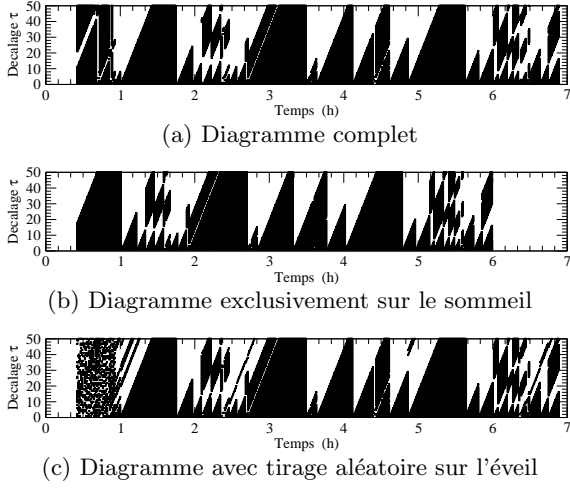 50
40
30
20
10
0
Decalage τ
0 1 2 3 4 5 6 7
Temps (h)
(a) Diagramme complet
50
40
30
20
10
0
Decalage τ
0 1 2 3 4 5 6 7
Temps (h)
(b) Diagramme exclusivement sur le sommeil
50
40
30
20
10
0
Decalage τ
0 1 2 3 4 5 6 7
Temps (h)
(c) Diagramme avec tirage aléatoire sur l'éveil